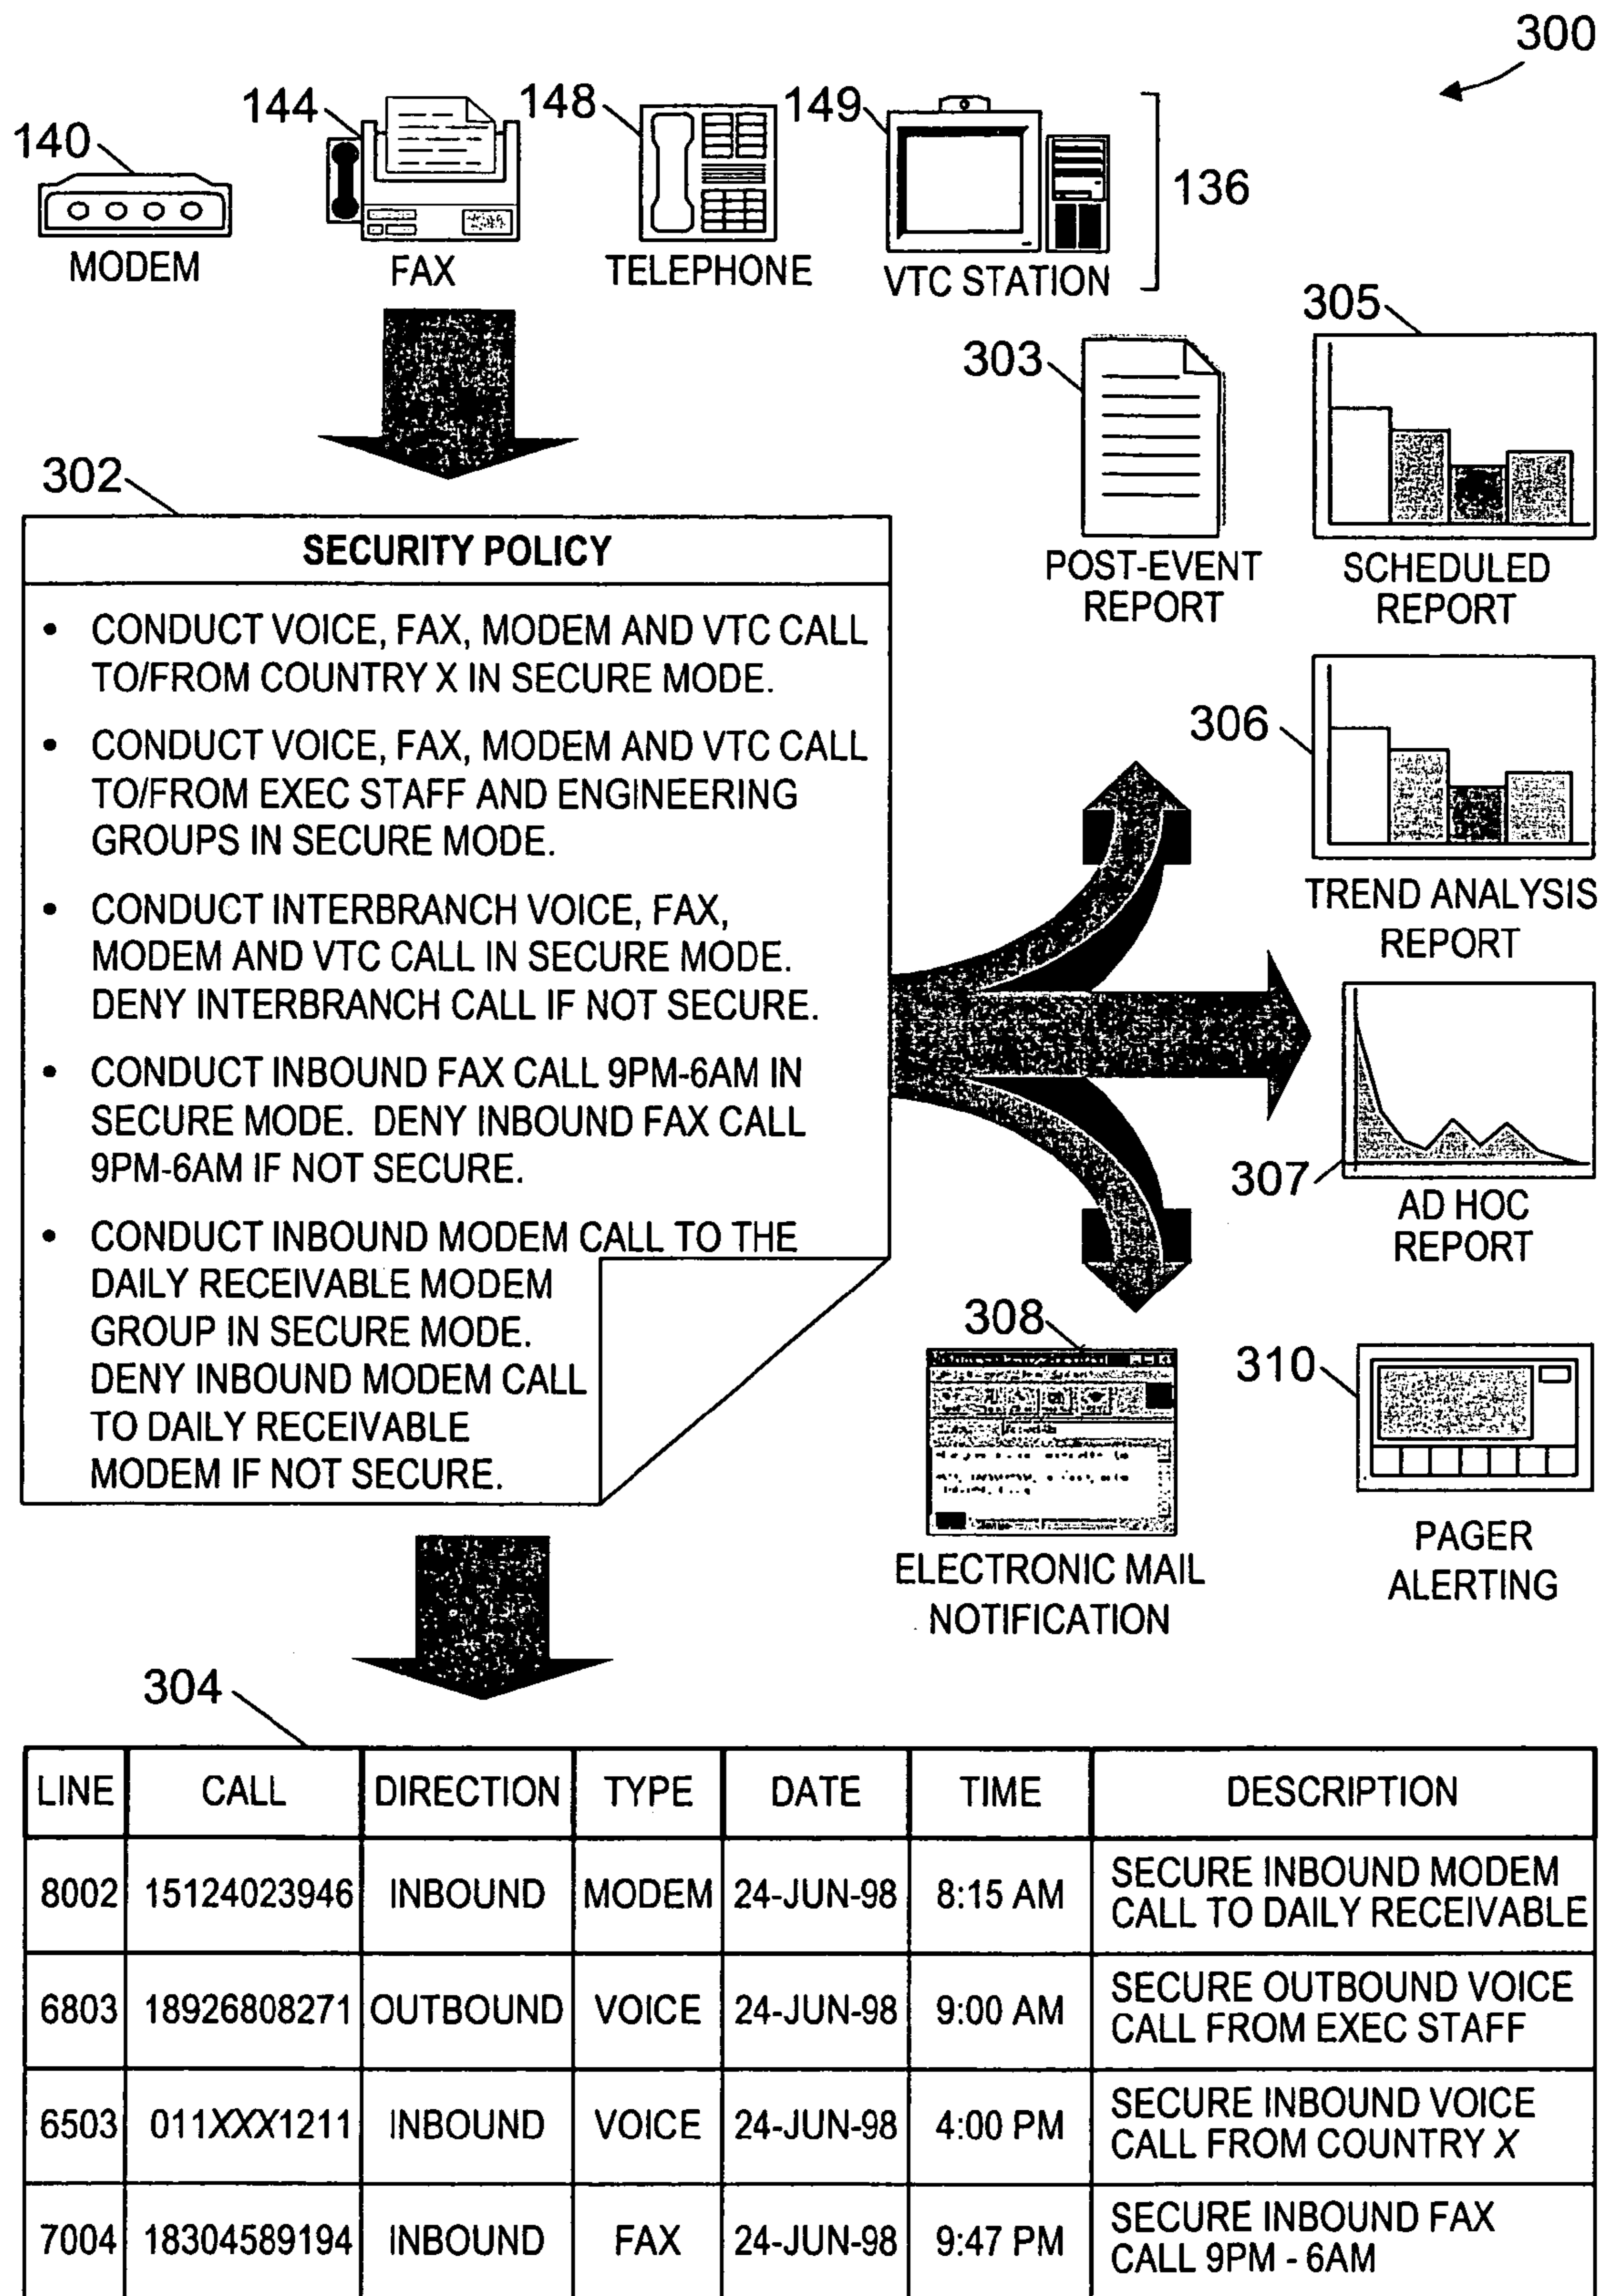 300
140
144
148
149
136
MODEM
FAX
TELEPHONE
VTC STATION
303
305
POST-EVENT
REPORT
SCHEDULED
REPORT
302
SECURITY POLICY
• CONDUCT VOICE, FAX, MODEM AND VTC CALL
TO/FROM COUNTRY X IN SECURE MODE.
• CONDUCT VOICE, FAX, MODEM AND VTC CALL
TO/FROM EXEC STAFF AND ENGINEERING
GROUPS IN SECURE MODE.
• CONDUCT INTERBRANCH VOICE, FAX,
MODEM AND VTC CALL IN SECURE MODE.
DENY INTERBRANCH CALL IF NOT SECURE.
• CONDUCT INBOUND FAX CALL 9PM-6AM IN
SECURE MODE. DENY INBOUND FAX CALL
9PM-6AM IF NOT SECURE.
• CONDUCT INBOUND MODEM CALL TO THE
DAILY RECEIVABLE MODEM
GROUP IN SECURE MODE.
DENY INBOUND MODEM CALL
TO DAILY RECEIVABLE
MODEM IF NOT SECURE.
306
TREND ANALYSIS
REPORT
307
AD HOC
REPORT
308
ELECTRONIC MAIL
NOTIFICATION
310
PAGER
ALERTING
304
LINE CALL DIRECTION TYPE DATE TIME DESCRIPTION
8002 15124023946 INBOUND MODEM 24-JUN-98 8:15 AM SECURE INBOUND MODEM
CALL TO DAILY RECEIVABLE
6803 18926808271 OUTBOUND VOICE 24-JUN-98 9:00 AM SECURE OUTBOUND VOICE
CALL FROM EXEC STAFF
6503 011XXX1211 INBOUND VOICE 24-JUN-98 4:00 PM SECURE INBOUND VOICE
CALL FROM COUNTRY X
7004 18304589194 INBOUND FAX 24-JUN-98 9:47 PM SECURE INBOUND FAX
CALL 9PM - 6AM